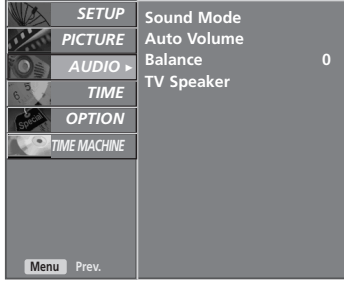 SETUP
PICTURE
AUDIO ▸
TIME
OPTION
TIME MACHINE
Menu Prev.
Sound Mode
Auto Volume
Balance 0
TV Speaker